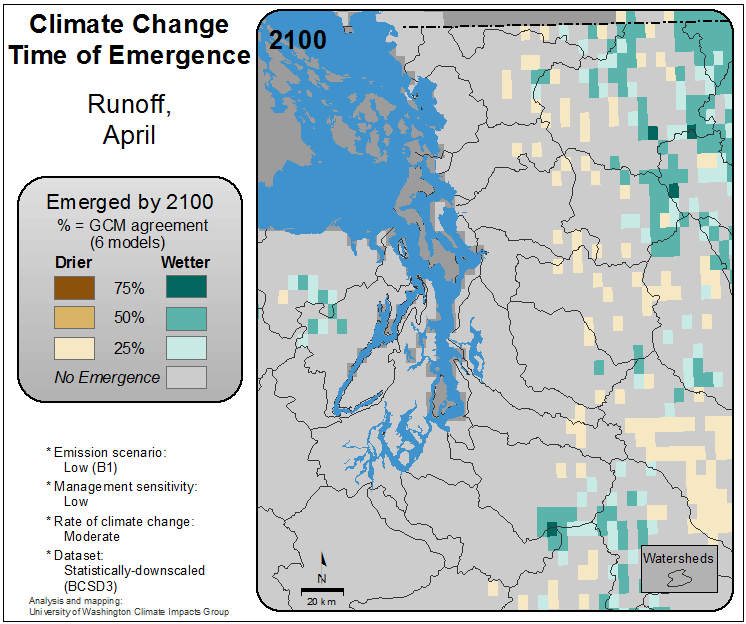 Climate Change
Time of Emergence
Runoff,
April
Emerged by 2100
% = GCM agreement
(6 models)
Drier Wetter
75%
50%
25%
No Emergence
* Emission scenario:
Low (B1)
* Management sensitivity:
Low
* Rate of climate change:
Moderate
* Dataset:
Statistically-downscaled
(BCSD3)
Analysis and mapping:
University of Washington Climate Impacts Group
2100
N
20 km
Watersheds